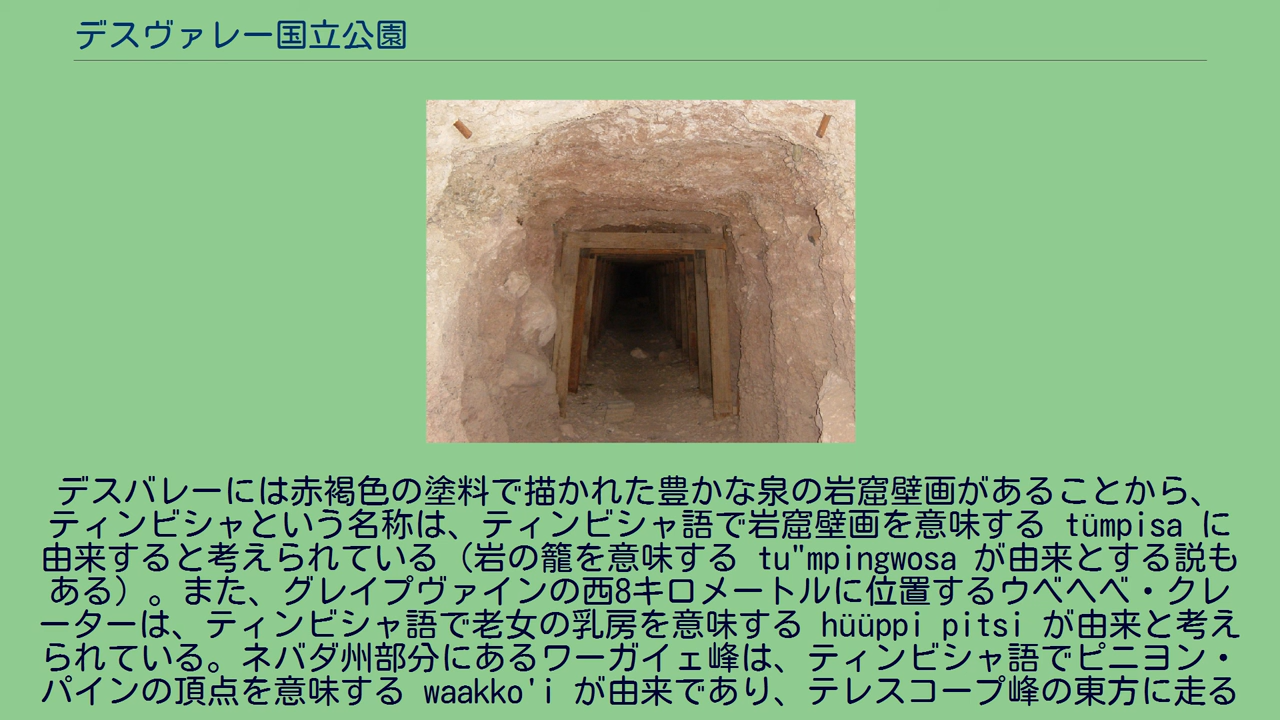 デスヴァレー国立公園
デスバレーには赤褐色の塗料で描かれた豊かな泉の岩窟壁画があることから、
ティンビシャという名称は、ティンビシャ語で岩窟壁画を意味する tümpisa に
由来すると考えられている（岩の籠を意味する tu"mpingwosa が由来とする説も
ある）。また、グレイプヴァインの西8キロメートルに位置するウベヘベ・クレ
ーターは、ティンビシャ語で老女の乳房を意味する hüüppi pitsi が由来と考え
られている。ネバダ州部分にあるワーガイェ峰は、ティンビシャ語でピニヨン・
パインの頂点を意味する waakko'i が由来であり、テレスコープ峰の東方に走る